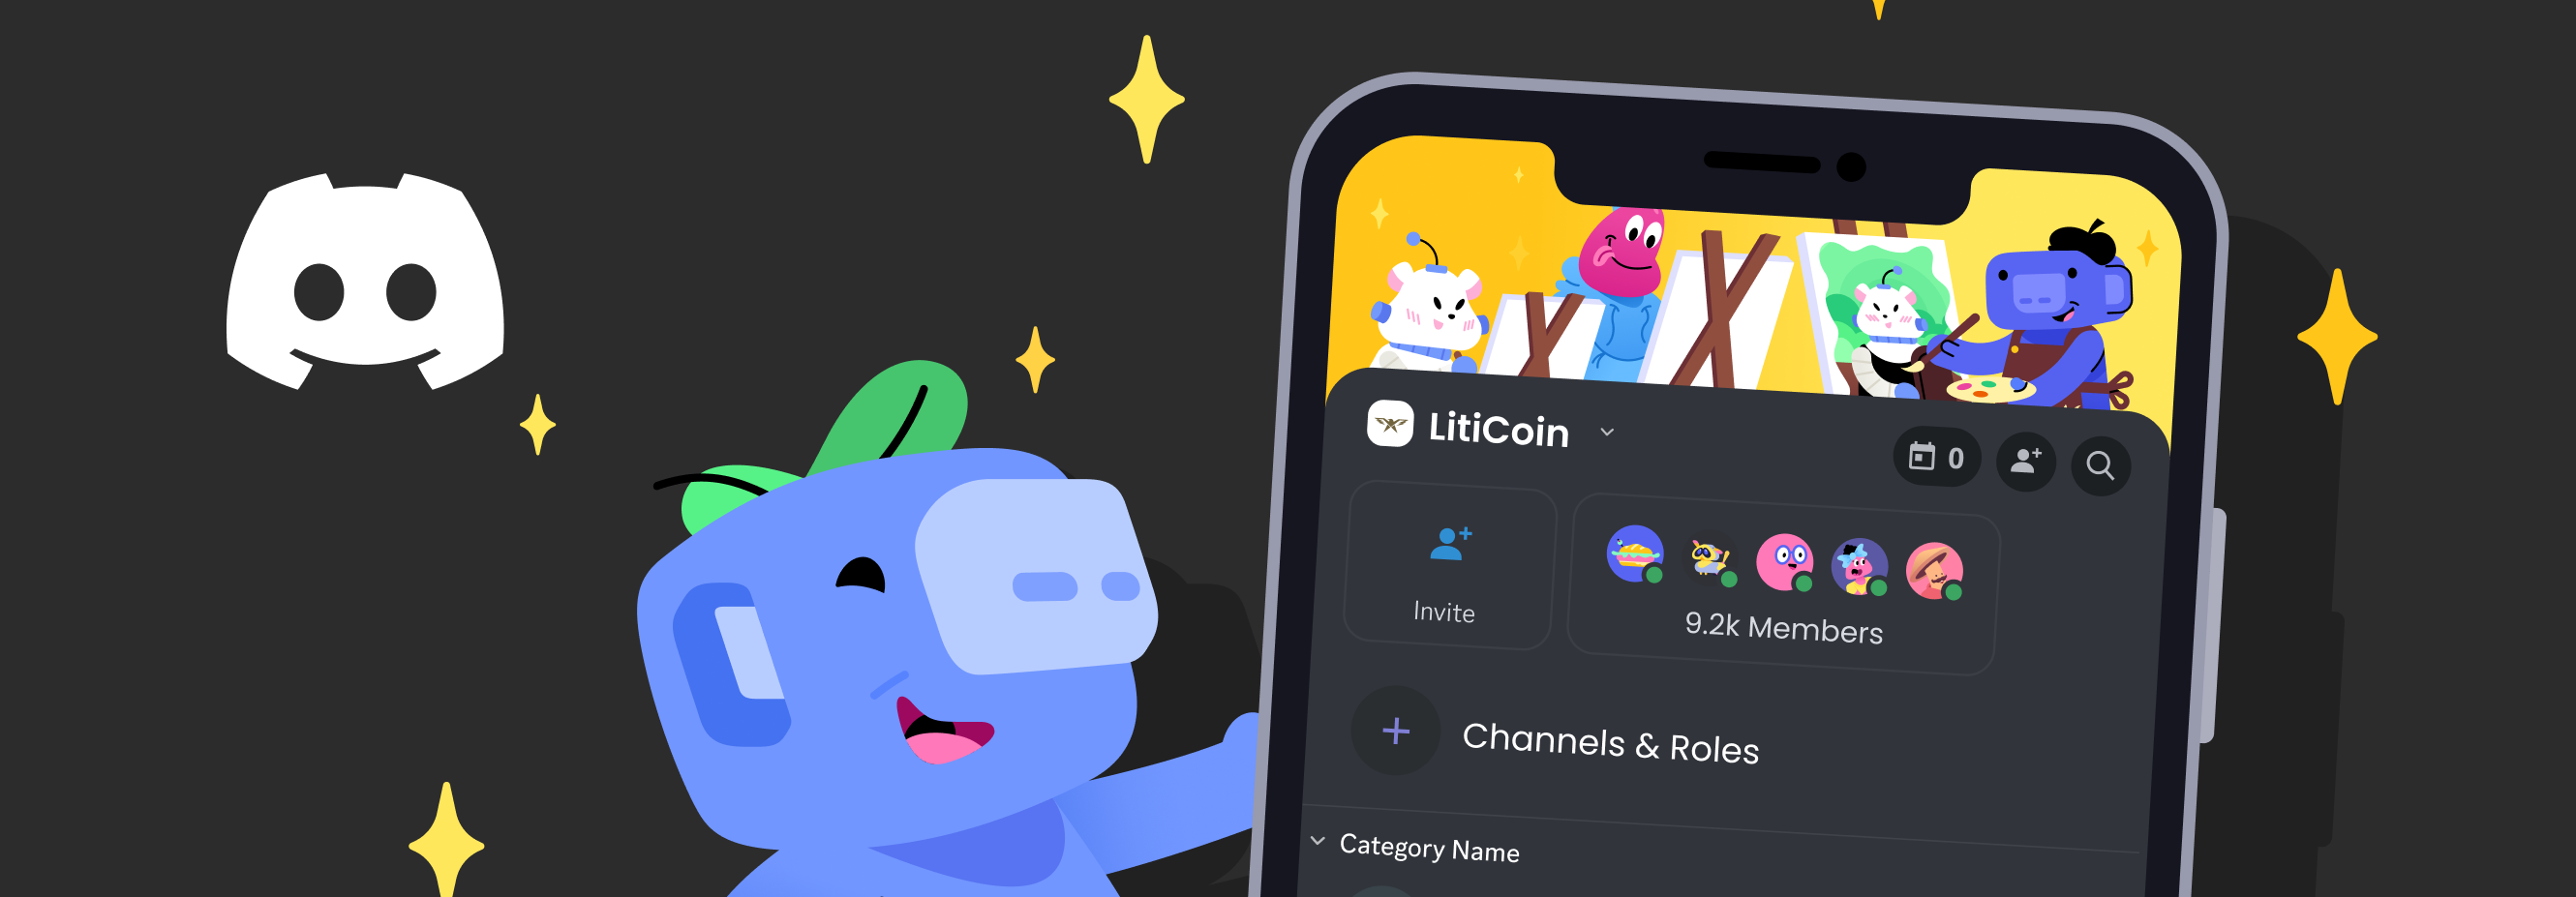 LitiCoin
0
Invite
9.2k Members
Channels & Roles
Category Name